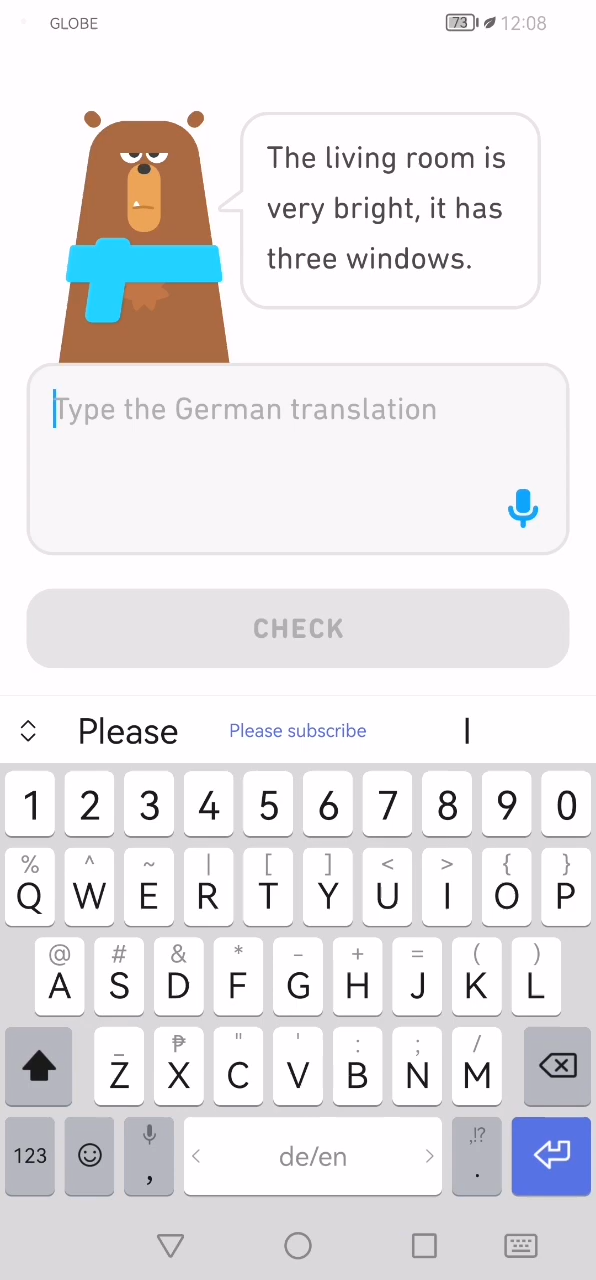 GLOBE 73 12:08
The living room is
very bright, it has
three windows.
Type the German translation
CHECK
Please Please subscribe I
1 2 3 4 5 6 7 8 9 0
% ^ ~ | [ ] < > { }
Q W E R T Y U I O P
@ # & * - + = ( )
A S D F G H J K L
_ ₱ " ' : ; /
Z X C V B N M
,!?
123 , < de/en > .